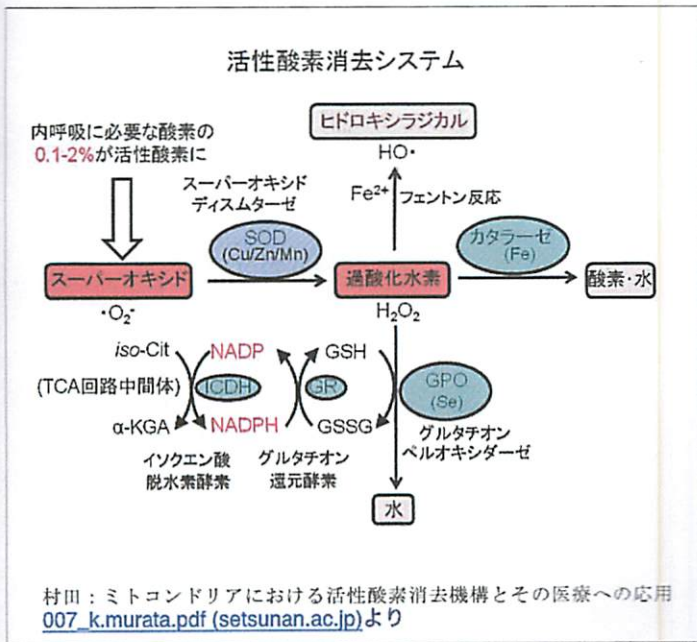 活性酸素消去システム
内呼吸に必要な酸素の
0.1-2%が活性酸素に
ヒドロキシラジカル
HO・
Fe²⁺ フェントン反応
スーパーオキシド
ディスムターゼ
SOD
(Cu/Zn/Mn)
カタラーゼ
(Fe)
スーパーオキシド
・O₂⁻
過酸化水素
H₂O₂
酸素・水
iso-Cit
NADP
GSH
(TCA回路中間体)
ICDH
GR
GPO
(Se)
α-KGA
NADPH
GSSG
イソクエン酸
脱水素酵素
グルタチオン
還元酵素
グルタチオン
ペルオキシダーゼ
水
村田：ミトコンドリアにおける活性酸素消去機構とその医療への応用
007_k.murata.pdf (setsunan.ac.jp)より